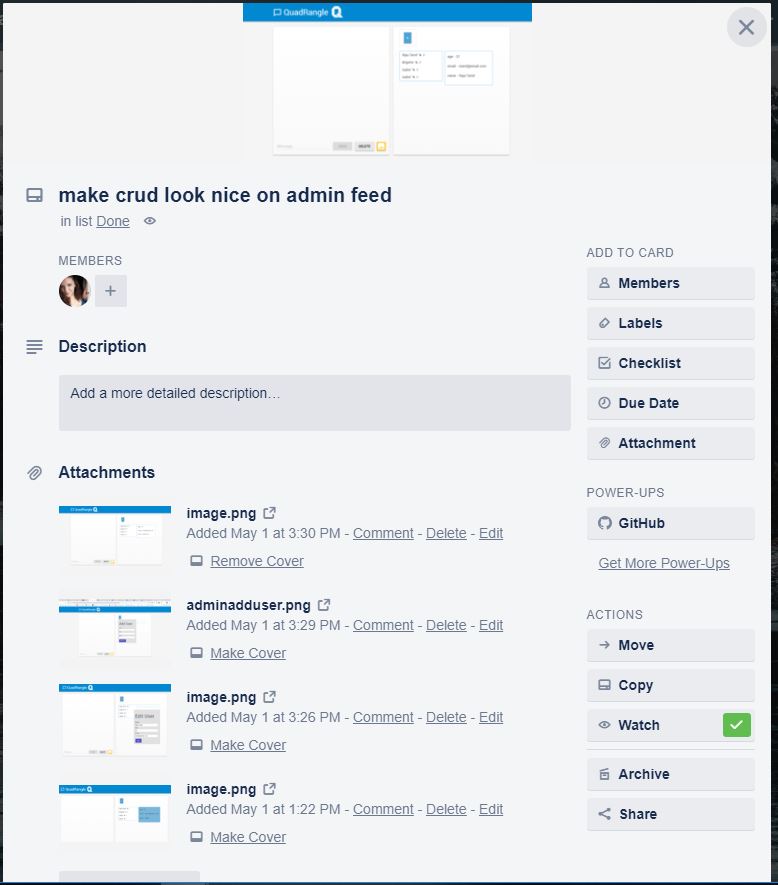 QuadRangle Q
make crud look nice on admin feed
in list Done
MEMBERS
Description
Add a more detailed description…
Attachments
image.png
Added May 1 at 3:30 PM - Comment - Delete - Edit
Remove Cover
adminadduser.png
Added May 1 at 3:29 PM - Comment - Delete - Edit
Make Cover
Edit User
image.png
Added May 1 at 3:26 PM - Comment - Delete - Edit
Make Cover
image.png
Added May 1 at 1:22 PM - Comment - Delete - Edit
Make Cover
ADD TO CARD
Members
Labels
Checklist
Due Date
Attachment
POWER-UPS
GitHub
Get More Power-Ups
ACTIONS
Move
Copy
Watch
Archive
Share